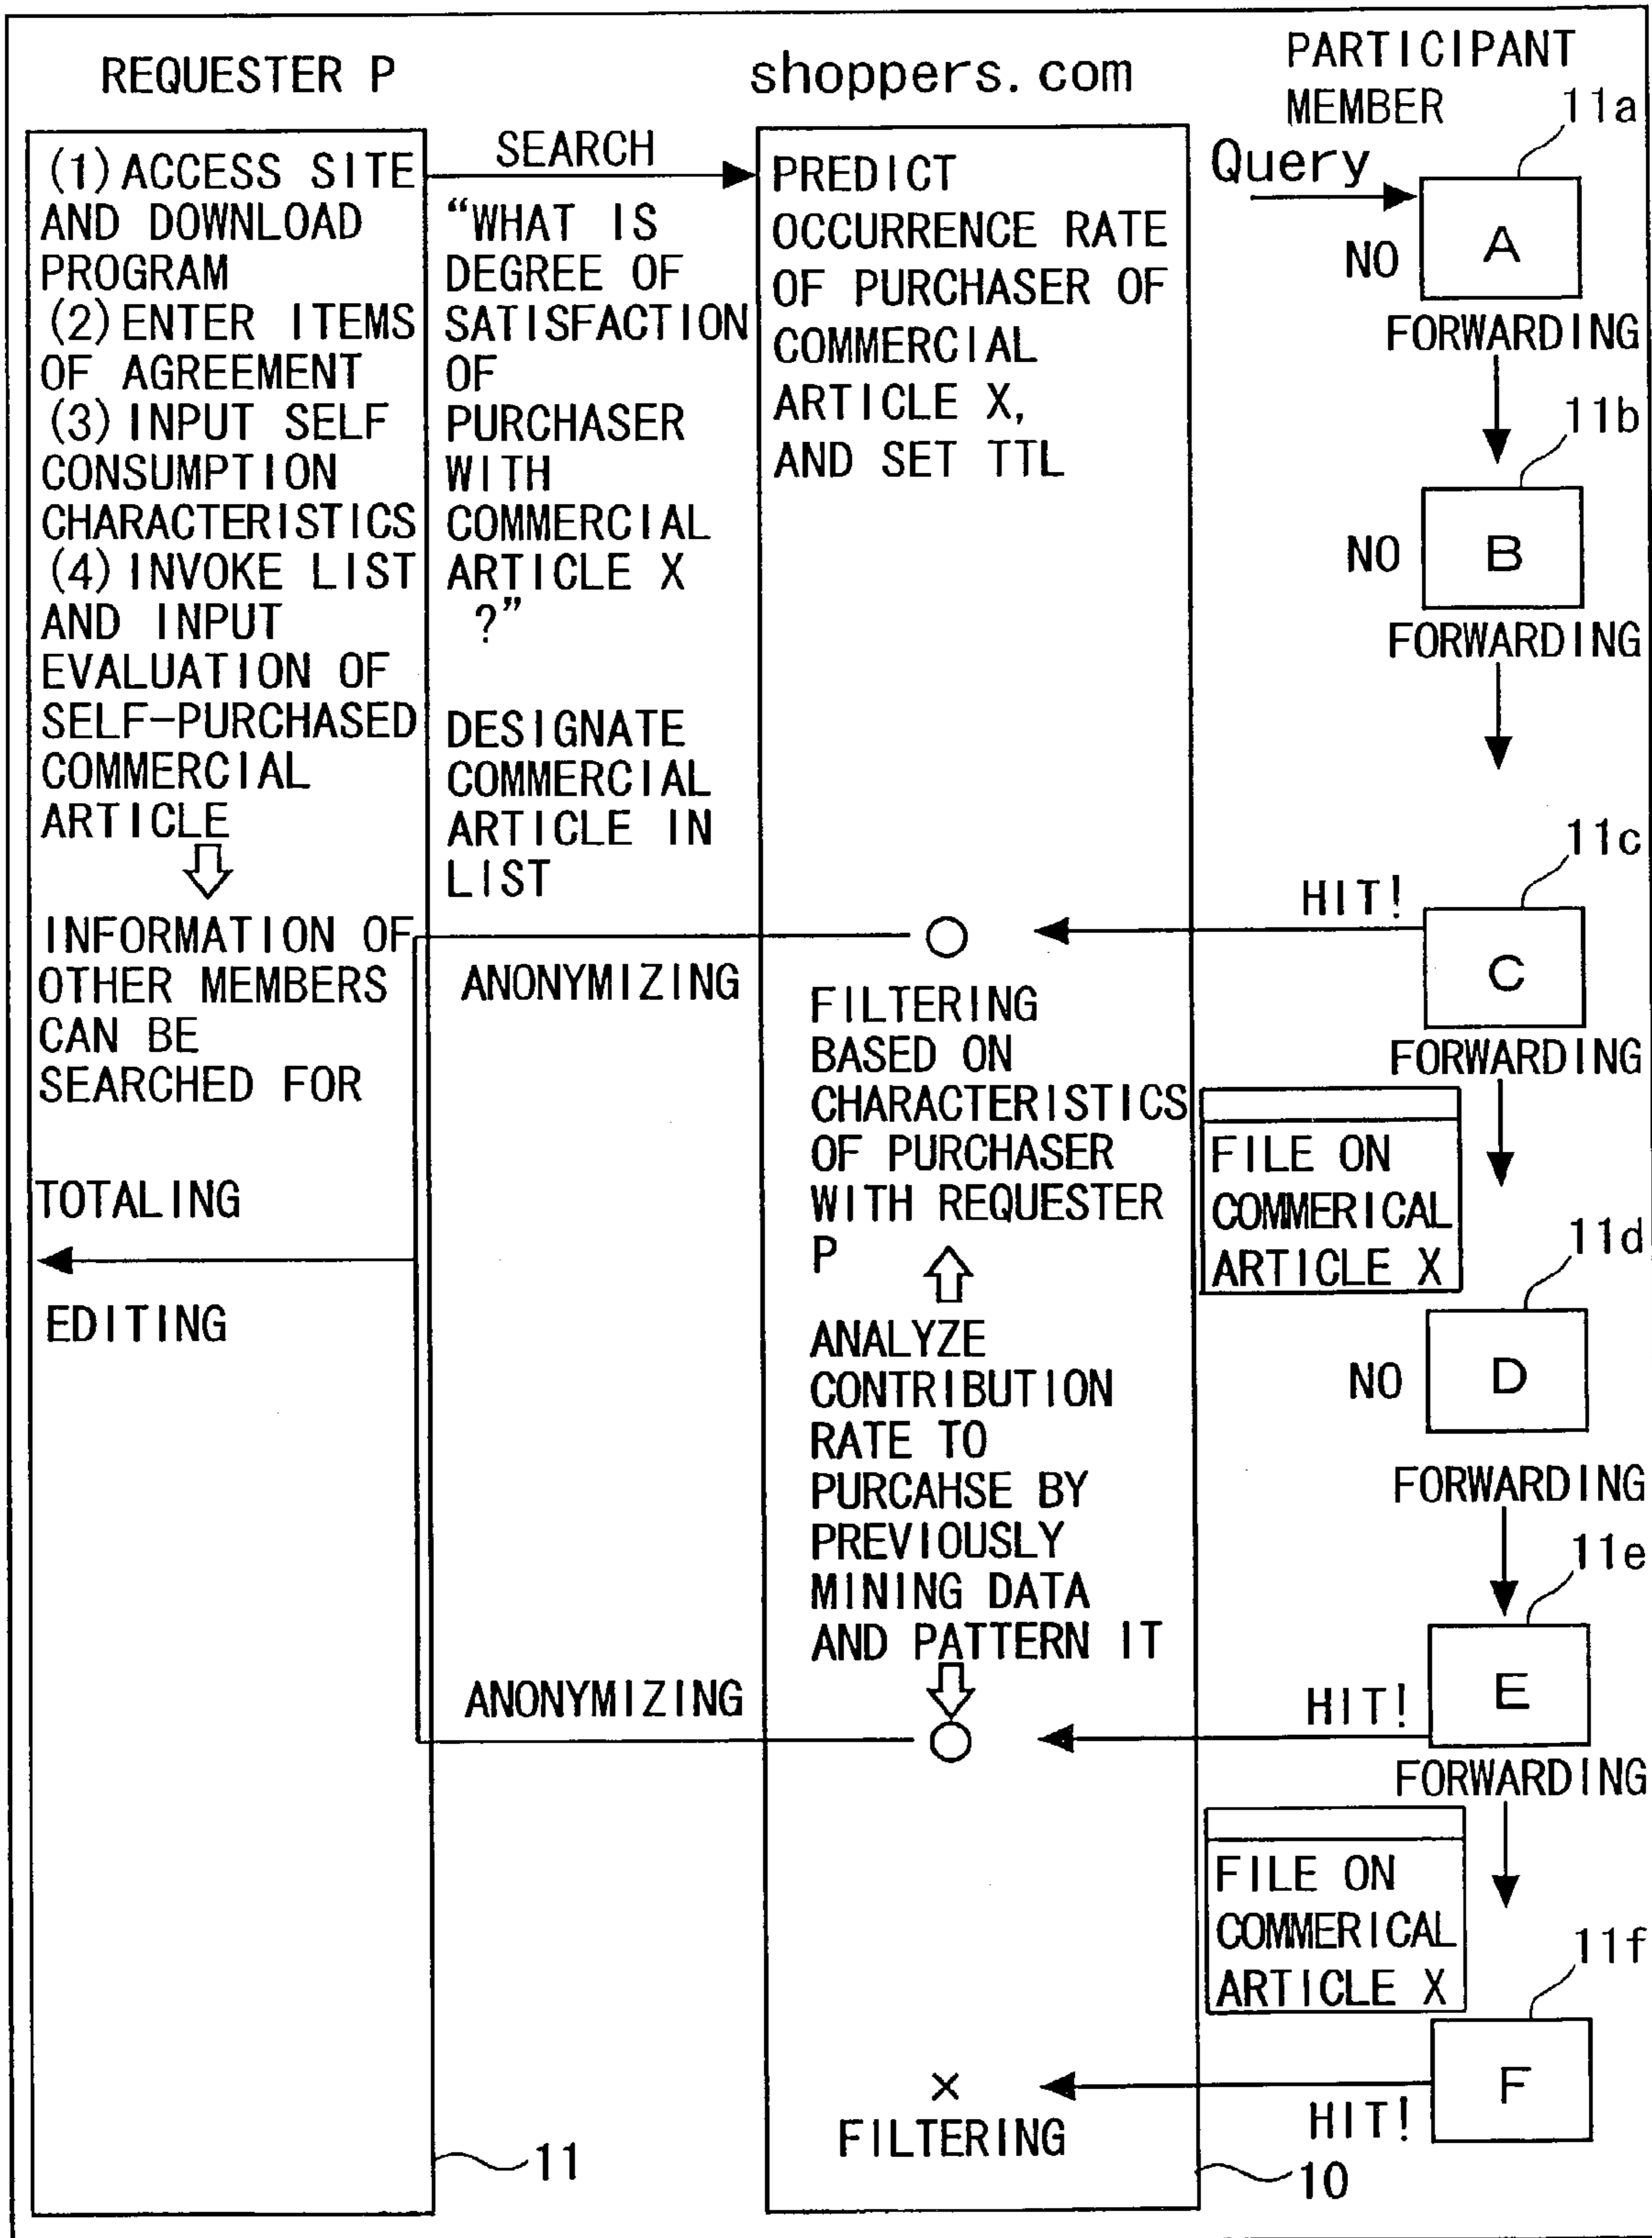 REQUESTER P
(1) ACCESS SITE
AND DOWNLOAD
PROGRAM
(2) ENTER ITEMS
OF AGREEMENT
(3) INPUT SELF
CONSUMPTION
CHARACTERISTICS
(4) INVOKE LIST
AND INPUT
EVALUATION OF
SELF-PURCHASED
COMMERCIAL
ARTICLE
INFORMATION OF
OTHER MEMBERS
CAN BE
SEARCHED FOR
TOTALING
EDITING
11
SEARCH
“WHAT IS
DEGREE OF
SATISFACTION
OF
PURCHASER
WITH
COMMERCIAL
ARTICLE X
?”
DESIGNATE
COMMERCIAL
ARTICLE IN
LIST
ANONYMIZING
ANONYMIZING
shoppers.com
PREDICT
OCCURRENCE RATE
OF PURCHASER OF
COMMERCIAL
ARTICLE X,
AND SET TTL
FILTERING
BASED ON
CHARACTERISTICS
OF PURCHASER
WITH REQUESTER
P
ANALYZE
CONTRIBUTION
RATE TO
PURCAHSE BY
PREVIOUSLY
MINING DATA
AND PATTERN IT
×
FILTERING
10
PARTICIPANT
MEMBER
11a
Query
A
NO
FORWARDING
11b
B
NO
FORWARDING
11c
HIT!
C
FORWARDING
FILE ON
COMMERICAL
ARTICLE X
11d
NO
D
FORWARDING
11e
E
HIT!
FORWARDING
FILE ON
COMMERICAL
ARTICLE X
11f
F
HIT!